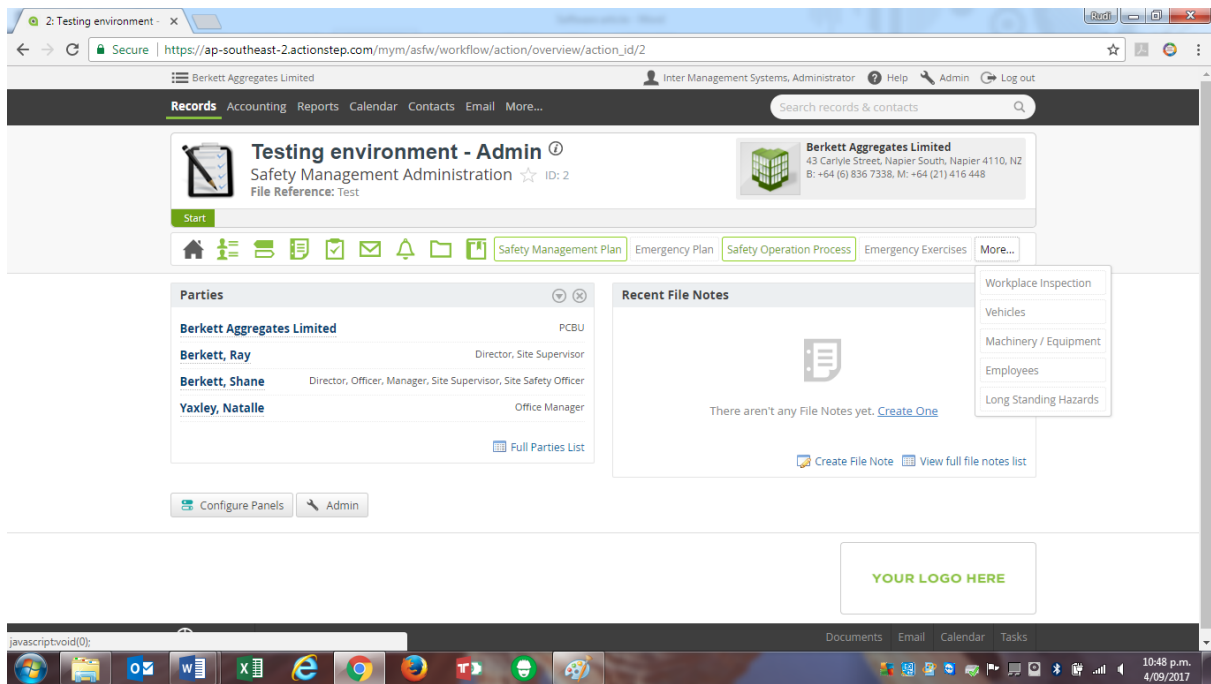 2: Testing environment -
Rudi
Secure
https://ap-southeast-2.actionstep.com/mym/asfw/workflow/action/overview/action_id/2
Berkett Aggregates Limited
Inter Management Systems, Administrator
Help
Admin
Log out
Records Accounting Reports Calendar Contacts Email More...
Search records & contacts
Testing environment - Admin
Safety Management Administration
ID: 2
File Reference: Test
Berkett Aggregates Limited
43 Carlyle Street, Napier South, Napier 4110, NZ
B: +64 (6) 836 7338, M: +64 (21) 416 448
Start
Safety Management Plan
Emergency Plan
Safety Operation Process
Emergency Exercises
More...
Workplace Inspection
Vehicles
Machinery / Equipment
Employees
Long Standing Hazards
Parties
Berkett Aggregates Limited
PCBU
Berkett, Ray
Director, Site Supervisor
Berkett, Shane
Director, Officer, Manager, Site Supervisor, Site Safety Officer
Yaxley, Natalle
Office Manager
Full Parties List
Recent File Notes
There aren't any File Notes yet. Create One
Create File Note
View full file notes list
Configure Panels
Admin
YOUR LOGO HERE
javascript:void(0);
Documents Email Calendar Tasks
10:48 p.m.
4/09/2017